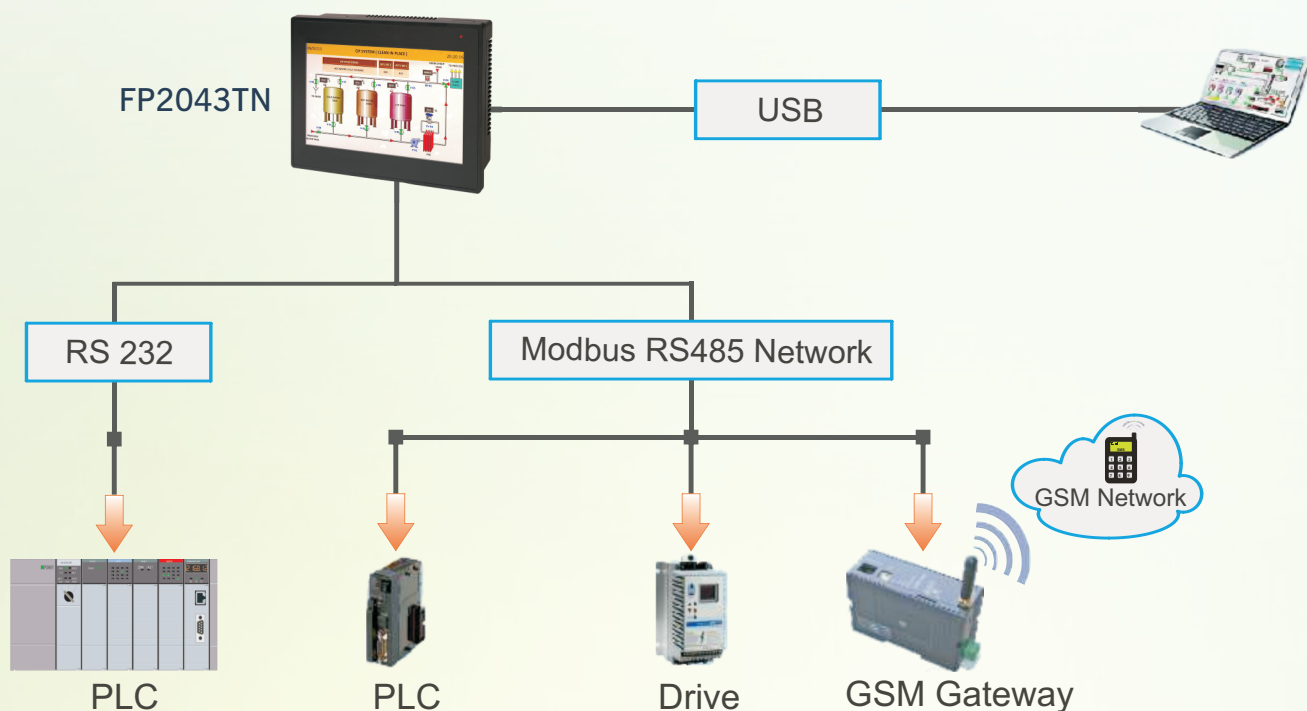 FP2043TN
USB
RS 232
Modbus RS485 Network
GSM Network
PLC
PLC
Drive
GSM Gateway